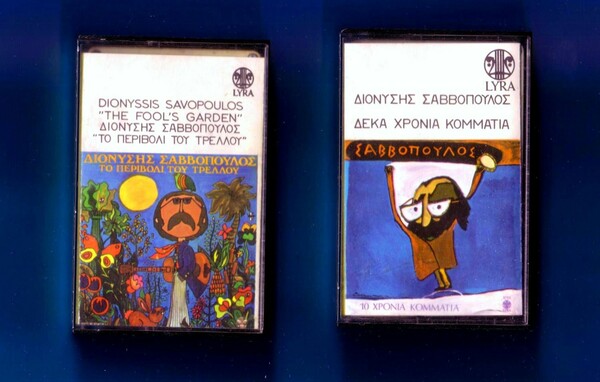 LYRA
DIONYSSIS SAVOPOULOS
"THE FOOL'S GARDEN"
ΔΙΟΝΥΣΗΣ ΣΑΒΒΟΠΟΥΛΟΣ
"ΤΟ ΠΕΡΙΒΟΛΙ ΤΟΥ ΤΡΕΛΛΟΥ"
ΔΙΟΝΥΣΗΣ ΣΑΒΒΟΠΟΥΛΟΣ
ΤΟ ΠΕΡΙΒΟΛΙ ΤΟΥ ΤΡΕΛΛΟΥ
LYRA
ΔΙΟΝΥΣΗΣ ΣΑΒΒΟΠΟΥΛΟΣ
ΔΕΚΑ ΧΡΟΝΙΑ ΚΟΜΜΑΤΙΑ
ΣΑΒΒΟΠΟΥΛΟΣ
10 ΧΡΟΝΙΑ ΚΟΜΜΑΤΙΑ